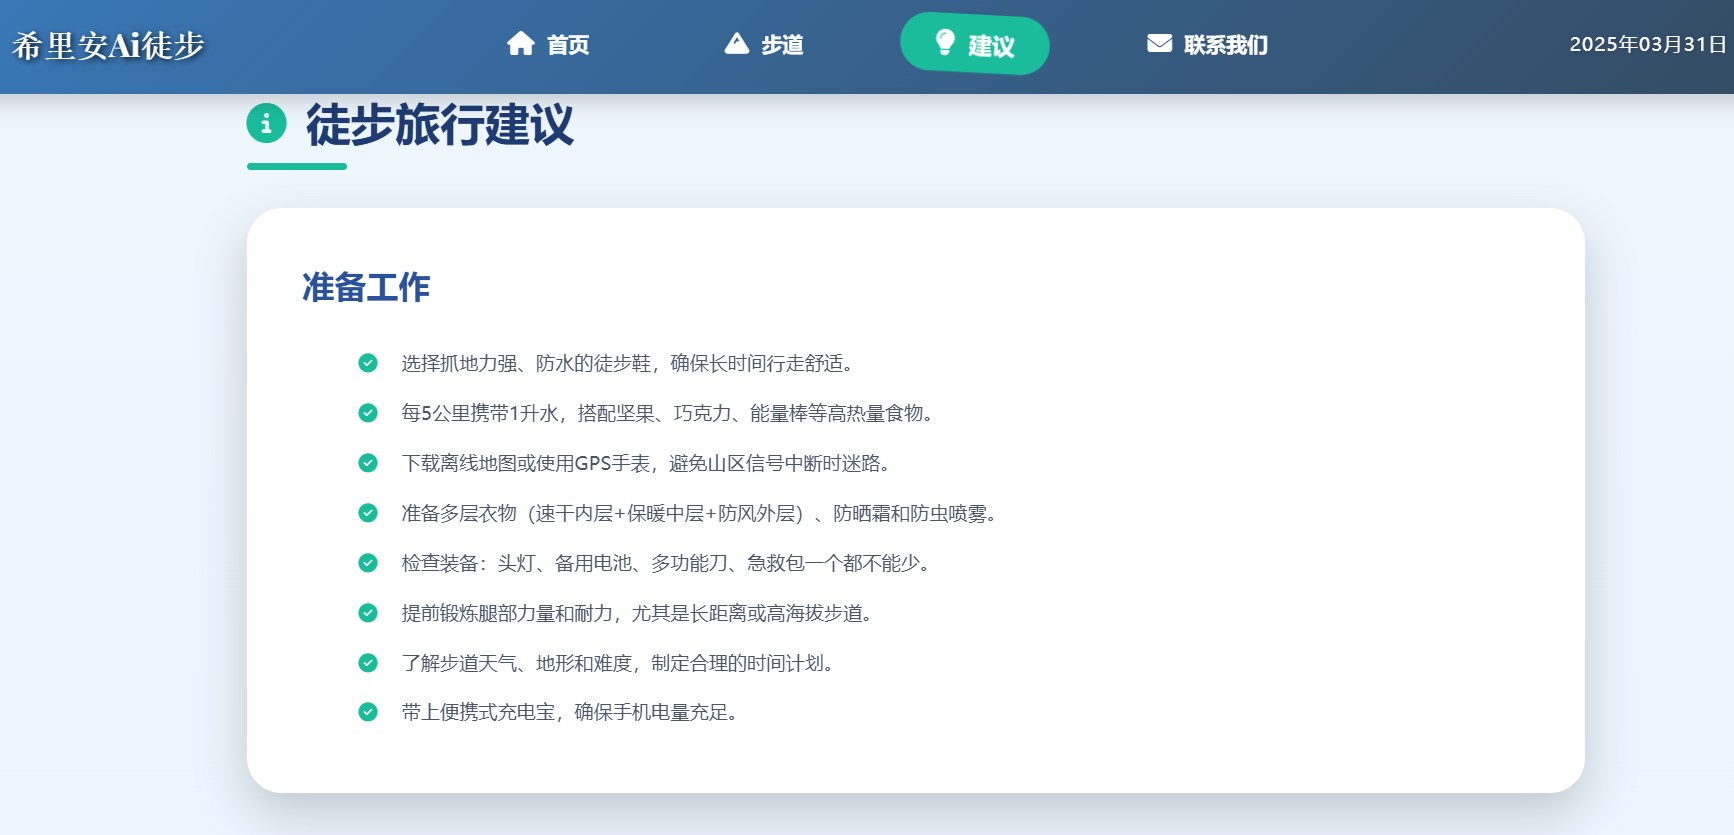 希里安Ai徒步
首页
步道
建议
联系我们
2025年03月31日
徒步旅行建议
准备工作
选择抓地力强、防水的徒步鞋，确保长时间行走舒适。
每5公里携带1升水，搭配坚果、巧克力、能量棒等高热量食物。
下载离线地图或使用GPS手表，避免山区信号中断时迷路。
准备多层衣物（速干内层+保暖中层+防风外层）、防晒霜和防虫喷雾。
检查装备：头灯、备用电池、多功能刀、急救包一个都不能少。
提前锻炼腿部力量和耐力，尤其是长距离或高海拔步道。
了解步道天气、地形和难度，制定合理的时间计划。
带上便携式充电宝，确保手机电量充足。